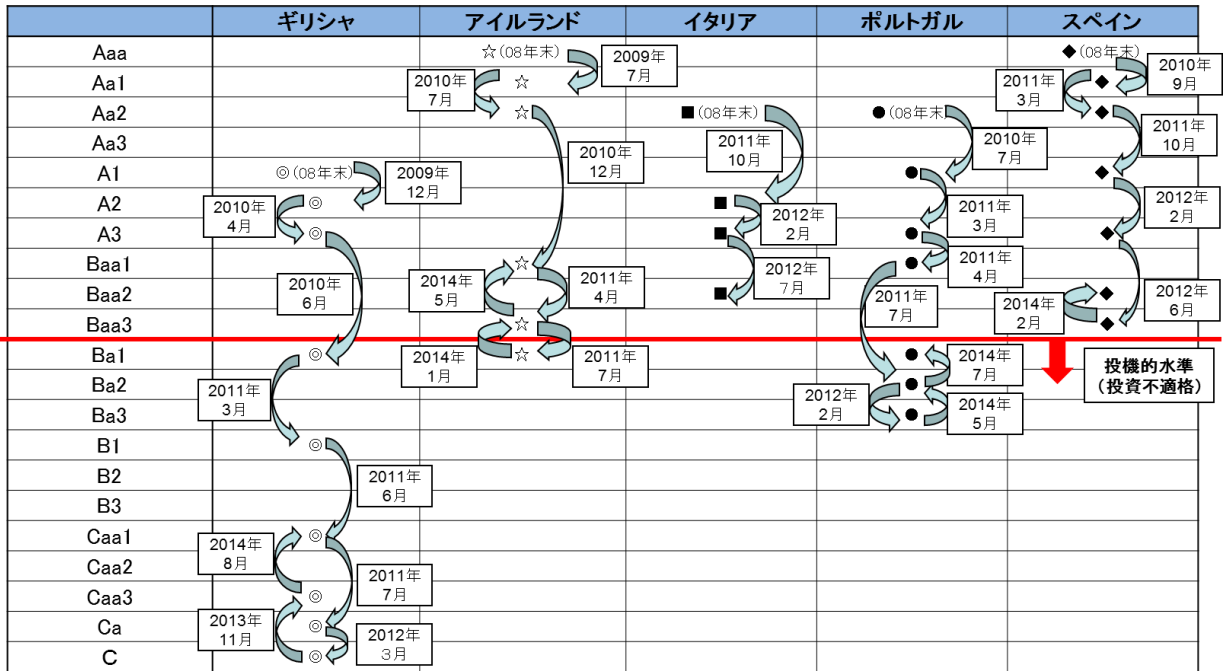 ギリシャ アイルランド イタリア ポルトガル スペイン
Aaa ☆(08年末) ◆(08年末)
2009年
7月
2010年
9月
Aa1
2010年
7月
2011年
3月
Aa2 ■(08年末) ●(08年末)
2011年
10月
2010年
7月
2011年
10月
Aa3
2010年
12月
A1 ◎(08年末)
2009年
12月
2012年
2月
A2
2010年
4月
2012年
2月
2011年
3月
A3
Baa1
2010年
6月
2014年
5月
2011年
4月
2012年
7月
2011年
4月
Baa2
2011年
7月
2014年
2月
2012年
6月
Baa3
Ba1
2014年
1月
2011年
7月
2014年
7月
投機的水準
（投資不適格）
Ba2
2011年
3月
2012年
2月
2014年
5月
Ba3
B1
B2
2011年
6月
B3
Caa1
2014年
8月
Caa2
2011年
7月
Caa3
2013年
11月
Ca
2012年
3月
C